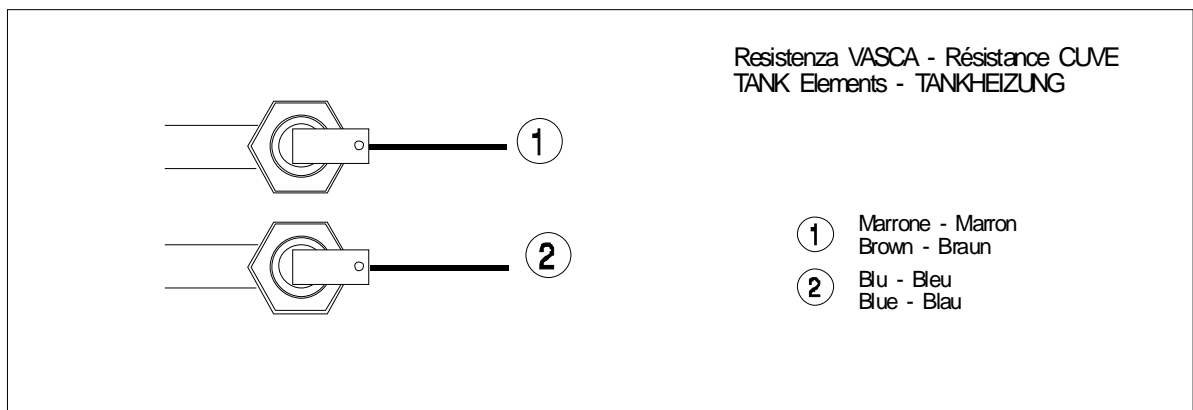 Resistenza VASCA - Résistance CUVE
TANK Elements - TANKHEIZUNG
1
2
1 Marrone - Marron
Brown - Braun
2 Blu - Bleu
Blue - Blau